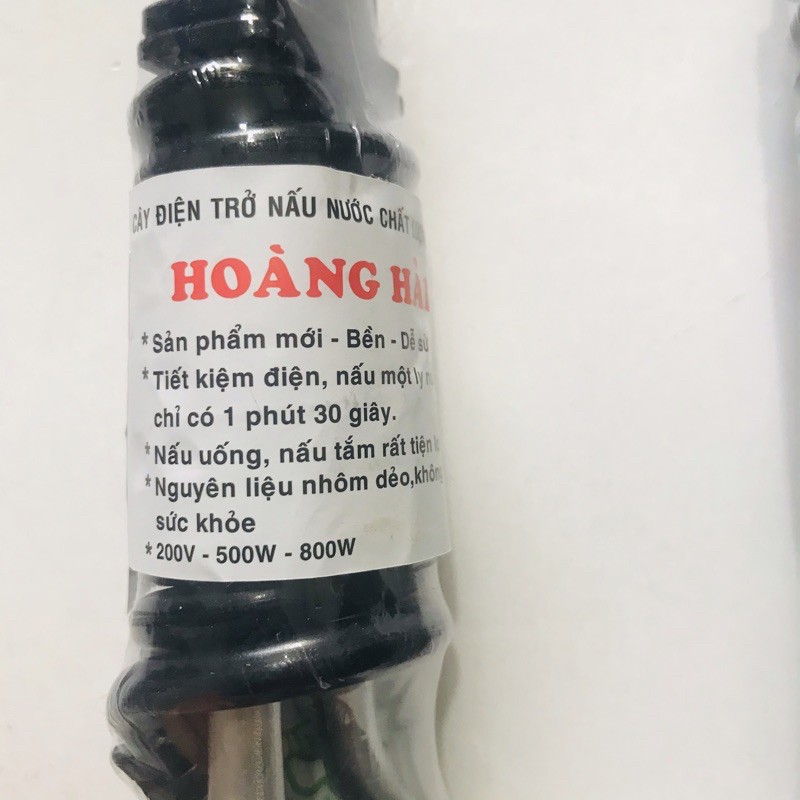 CÂY ĐIỆN TRỞ NẤU NƯỚC CHẤT
HOÀNG HẢI
* Sản phẩm mới - Bền - Dễ sử
* Tiết kiệm điện, nấu một ly
chỉ có 1 phút 30 giây.
* Nấu uống, nấu tắm rất tiện
* Nguyên liệu nhôm dẻo,không
sức khỏe
* 200V - 500W - 800W